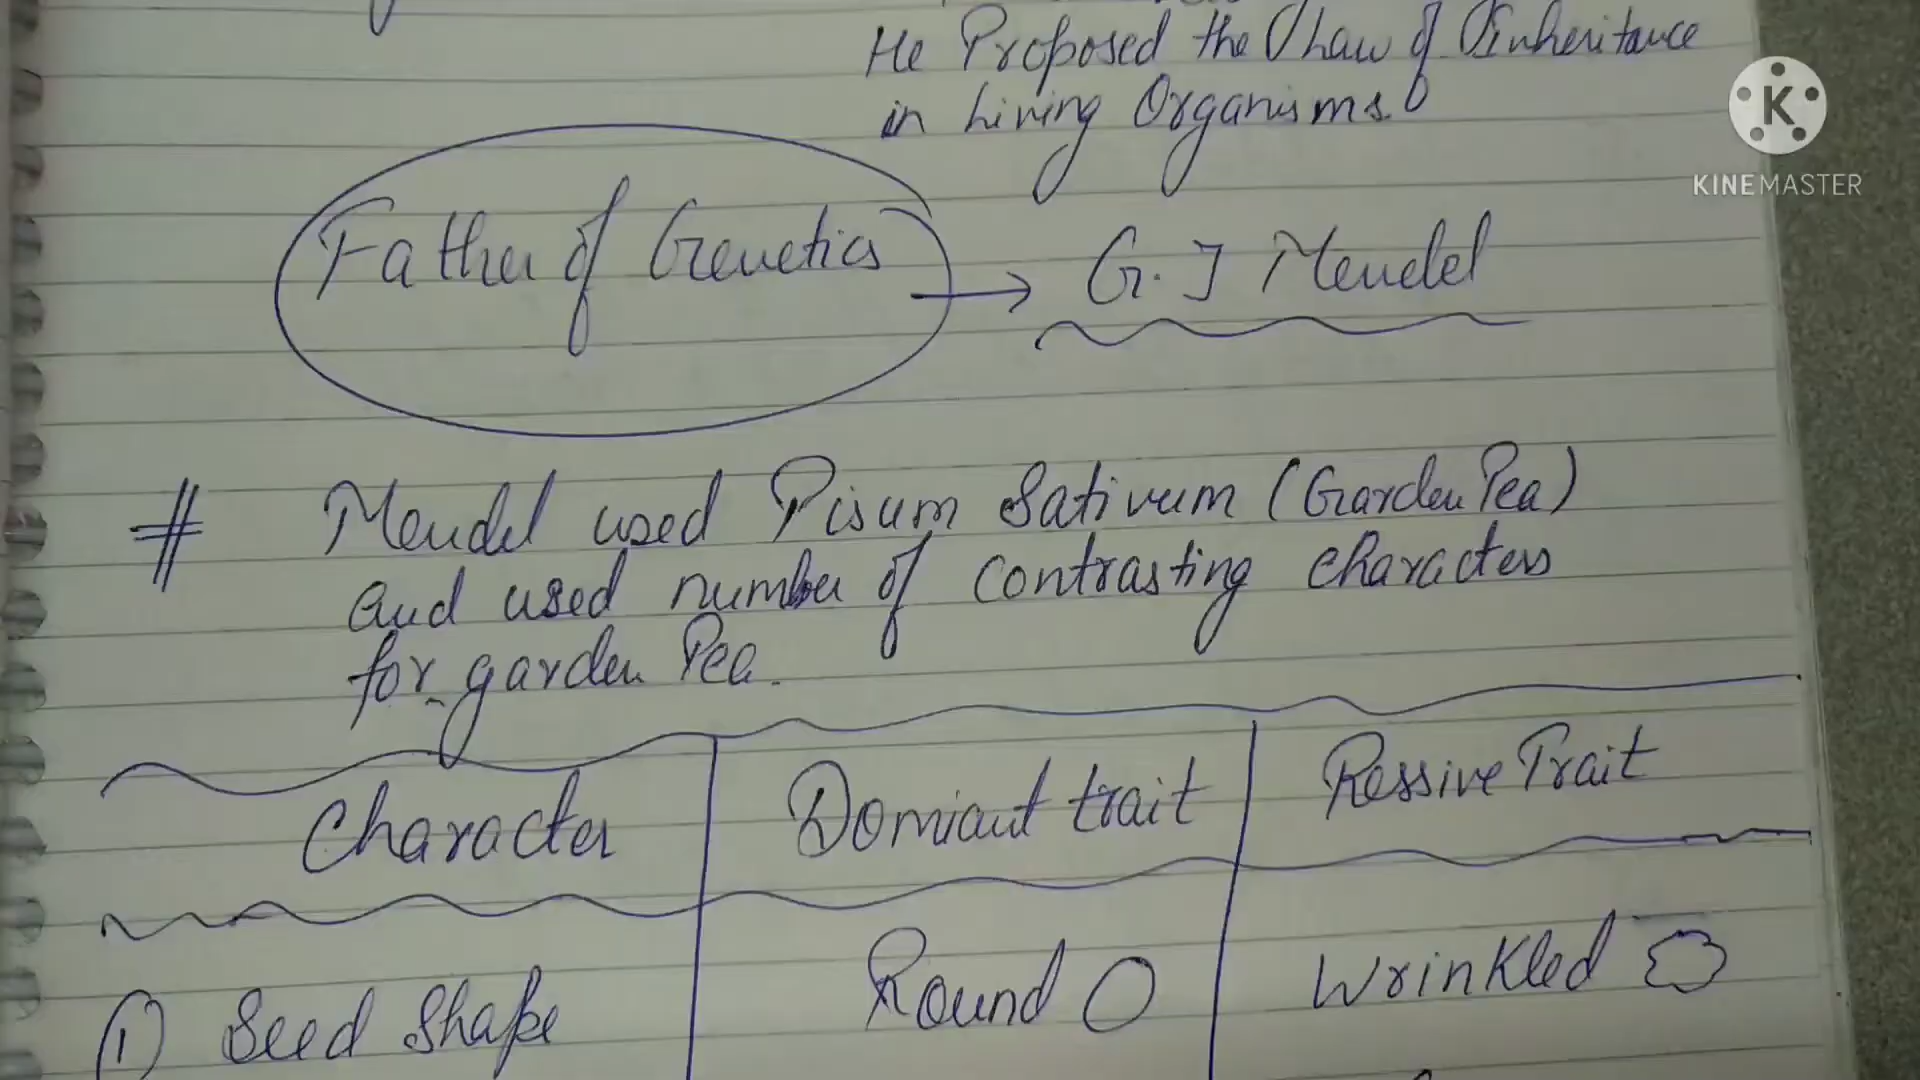 He Proposed the Law of Inheritance
in Living Organisms.
K
KINEMASTER
Father of Genetics → G. J Mendel
# Mendel used Pisum Sativum (Garden Pea)
and used number of contrasting characters
for garden Pea.
Character Domiant trait Ressive Trait
1) Seed Shape Round Wrinkled